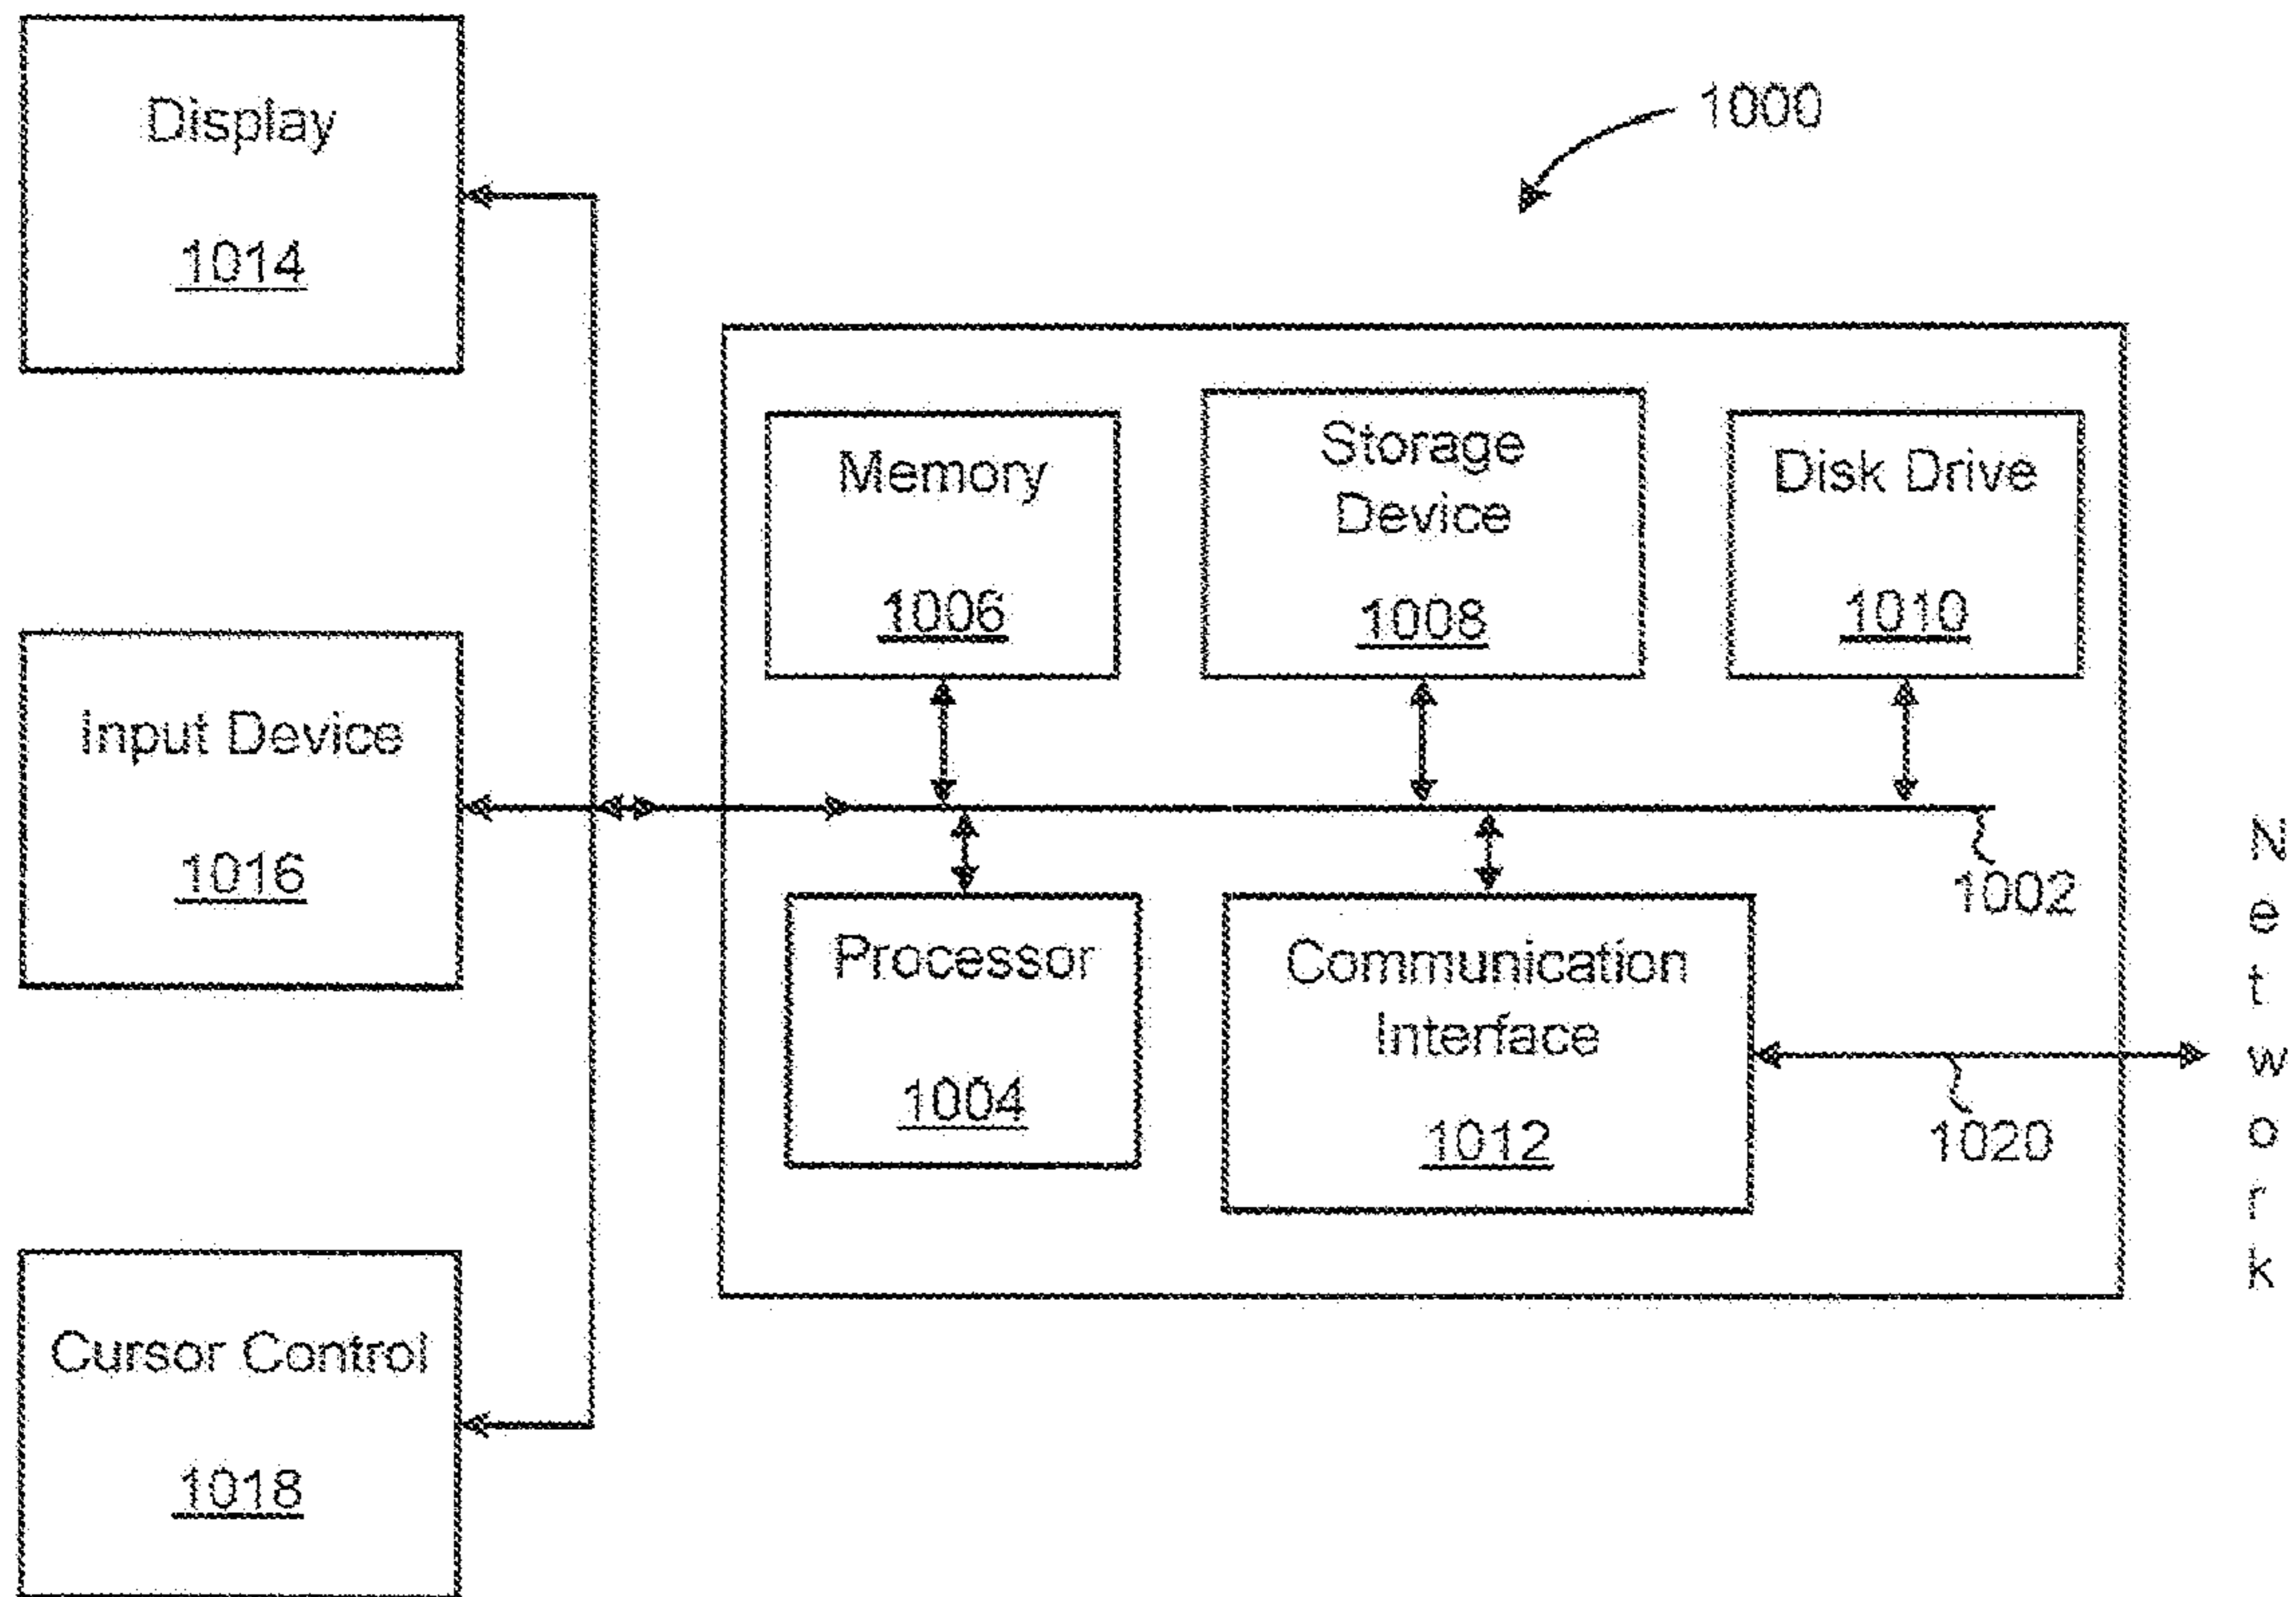 Display
1014
1000
Memory
1006
Storage
Device
1008
Disk Drive
1010
Input Device
1016
1002
Processor
1004
Communication
Interface
1012
1020
Network
Cursor Control
1018